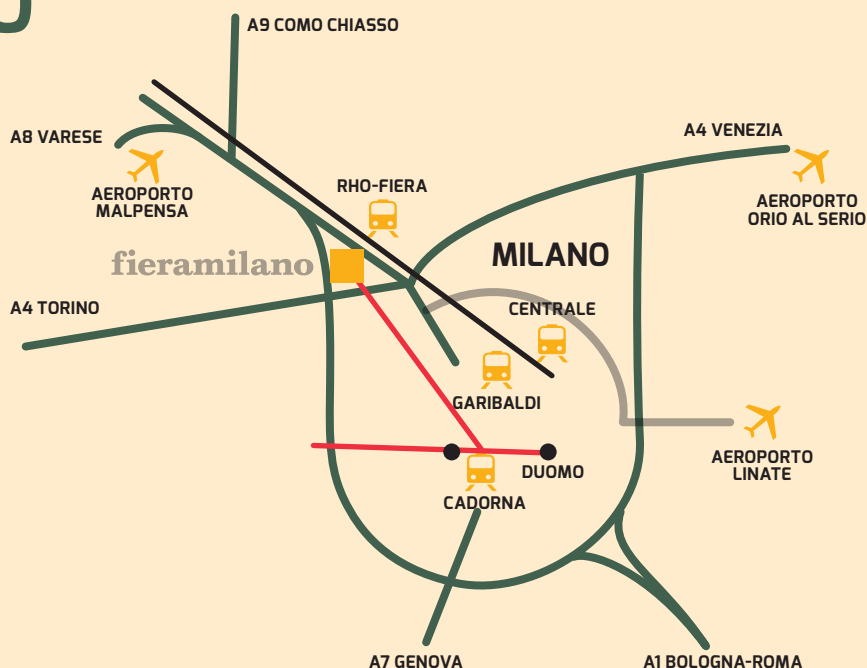 A9 COMO CHIASSO
A8 VARESE
A4 VENEZIA
AEROPORTO
MALPENSA
RHO-FIERA
AEROPORTO
ORIO AL SERIO
fieramilano
MILANO
A4 TORINO
CENTRALE
GARIBALDI
AEROPORTO
LINATE
DUOMO
CADORNA
A7 GENOVA
A1 BOLOGNA-ROMA